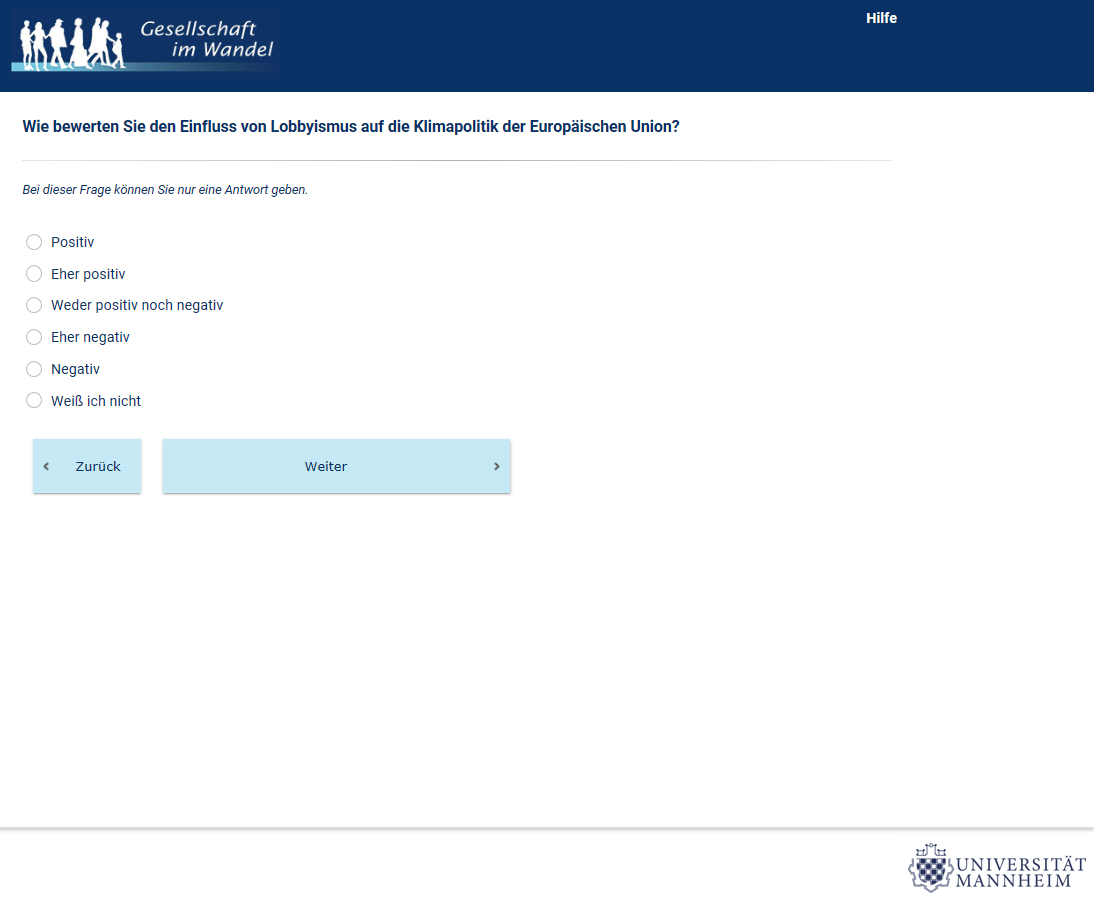 Gesellschaft
im Wandel
Hilfe
Wie bewerten Sie den Einfluss von Lobbyismus auf die Klimapolitik der Europäischen Union?
Bei dieser Frage können Sie nur eine Antwort geben.
Positiv
Eher positiv
Weder positiv noch negativ
Eher negativ
Negativ
Weiß ich nicht
Zurück
Weiter
UNIVERSITÄT
MANNHEIM